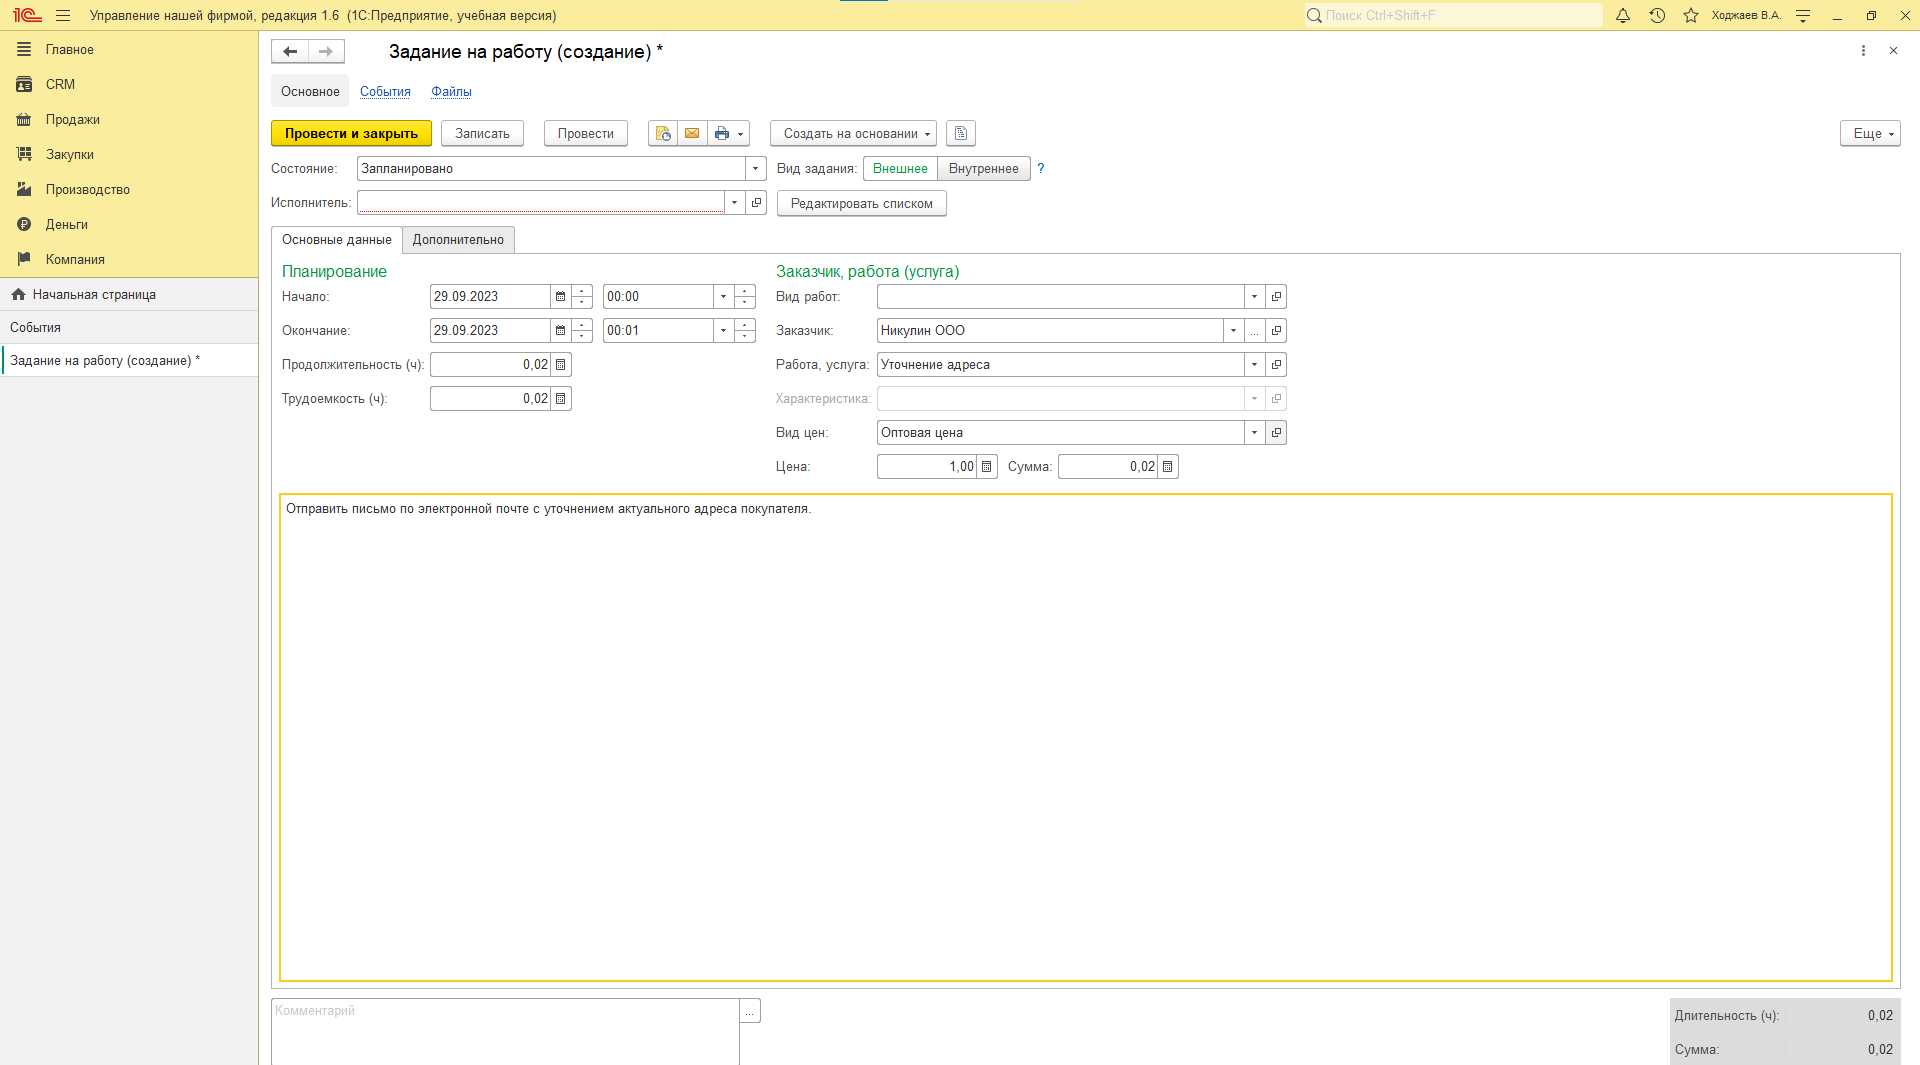 1С Управление нашей фирмой, редакция 1.6 (1С:Предприятие, учебная версия)
Поиск Ctrl+Shift+F
Ходжаев В.А.
Главное
CRM
Продажи
Закупки
Производство
Деньги
Компания
Начальная страница
События
Задание на работу (создание) *
Задание на работу (создание) *
Основное События Файлы
Провести и закрыть Записать Провести Создать на основании Еще
Состояние: Запланировано Вид задания: Внешнее Внутреннее ?
Исполнитель: Редактировать списком
Основные данные Дополнительно
Планирование
Начало: 29.09.2023 00:00
Окончание: 29.09.2023 00:01
Продолжительность (ч): 0,02
Трудоемкость (ч): 0,02
Заказчик, работа (услуга)
Вид работ:
Заказчик: Никулин ООО ...
Работа, услуга: Уточнение адреса
Характеристика:
Вид цен: Оптовая цена
Цена: 1,00 Сумма: 0,02
Отправить письмо по электронной почте с уточнением актуального адреса покупателя.
Комментарий ...
Длительность (ч): 0,02
Сумма: 0,02